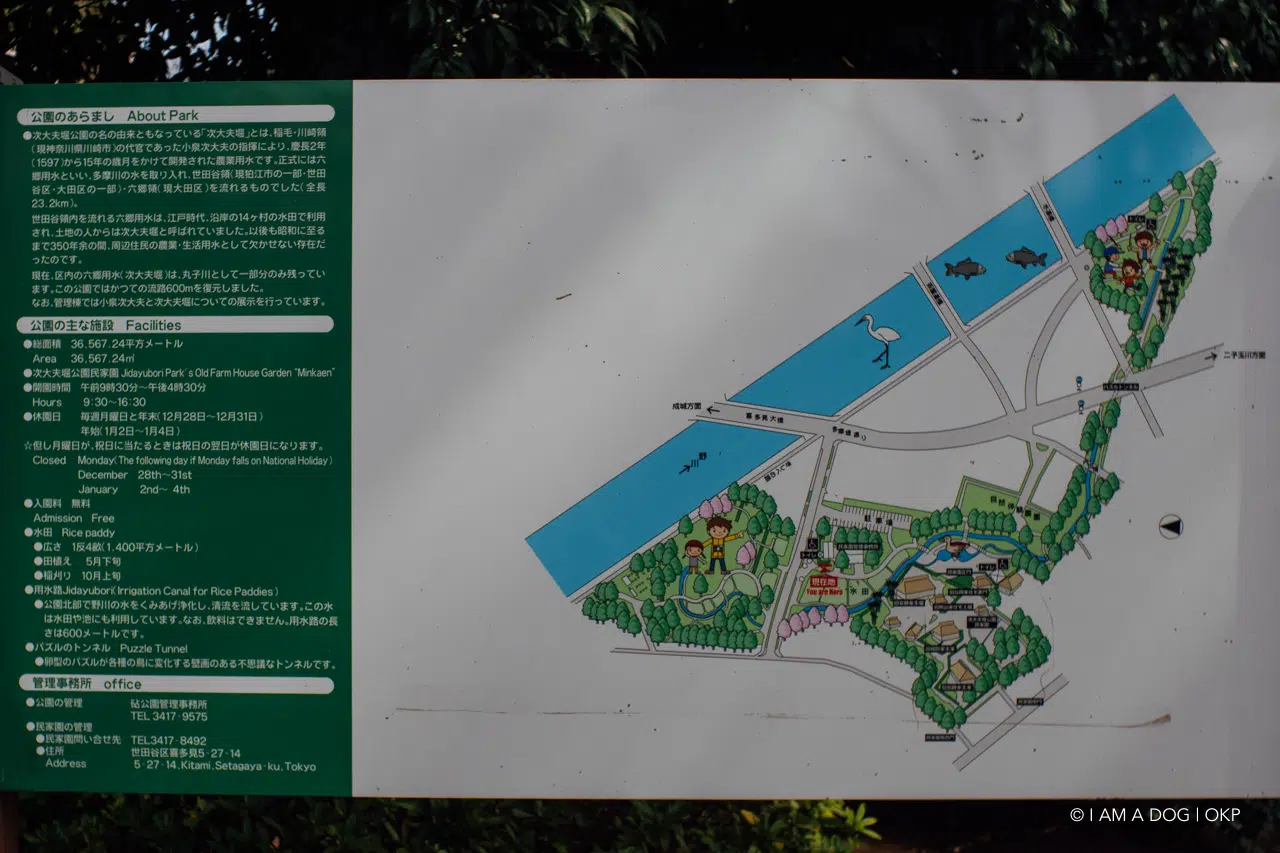 公園のあらまし About Park
●次大夫堀公園の名の由来ともなっている「次大夫堀」とは、稲毛・川崎領
(現神奈川県川崎市)の代官であった小泉次大夫の指揮により、慶長2年
(1597)から15年の歳月をかけて開発された農業用水です。正式には六
郷用水といい、多摩川の水を取り入れ、世田谷領(現狛江市の一部・世田
谷区・大田区の一部)・六郷領(現大田区)を流れるものでした(全長
23.2km)。
世田谷領内を流れる六郷用水は、江戸時代、沿岸の14ヶ村の水田で利用
され、土地の人からは次大夫堀と呼ばれていました。以後も昭和に至る
まで350年余の間、周辺住民の農業・生活用水として欠かせない存在だ
ったのです。
現在、区内の六郷用水(次大夫堀)は、丸子川として一部分のみ残ってい
ます。この公園ではかつての流路600mを復元しました。
なお、管理棟では小泉次大夫と次大夫堀についての展示を行っています。
公園の主な施設 Facilities
●総面積 36,567.24平方メートル
Area 36,567.24㎡
●次大夫堀公園民家園 Jidayubori Park's Old Farm House Garden "Minkaen"
●開園時間 午前9時30分〜午後4時30分
Hours 9:30〜16:30
●休園日 毎週月曜日と年末(12月28日〜12月31日)
年始(1月2日〜1月4日)
☆但し月曜日が、祝日に当たるときは祝日の翌日が休園日になります。
Closed Monday(The following day if Monday falls on National Holiday)
December 28th〜31st
January 2nd〜 4th
●入園料 無料
Admission Free
●水田 Rice paddy
●広さ 1反4畝(1,400平方メートル)
●田植え 5月下旬
●稲刈り 10月上旬
●用水路Jidayubori(Irrigation Canal for Rice Paddies)
●公園北部で野川の水をくみあげ浄化し、清流を流しています。この水
は水田や池にも利用しています。なお、飲料はできません。用水路の長
さは600メートルです。
●パズルのトンネル Puzzle Tunnel
●卵型のパズルが各種の鳥に変化する壁画のある不思議なトンネルです。
管理事務所 office
●公園の管理 砧公園管理事務所
TEL 3417-9575
●民家園の管理
●民家園問い合せ先 TEL3417-8492
●住所 世田谷区喜多見5-27-14
Address 5-27-14,Kitami,Setagaya-ku,Tokyo
トイレ
二子玉川方面
パズルトンネル
成城方面
喜多見大橋
多摩堤通り
野川
駐車場
自然体験農園
トイレ
トイレ
現在地
You are Here
水田
© I AM A DOG | OKP